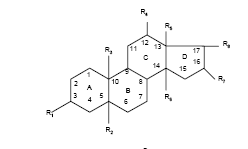 R₄
R₃ 11 12 13 R₅ 17 R₈
C D 16
1 9 14 15 R₇
2 10 8
A B R₆
3 5 7
4 6
R₁
R₂